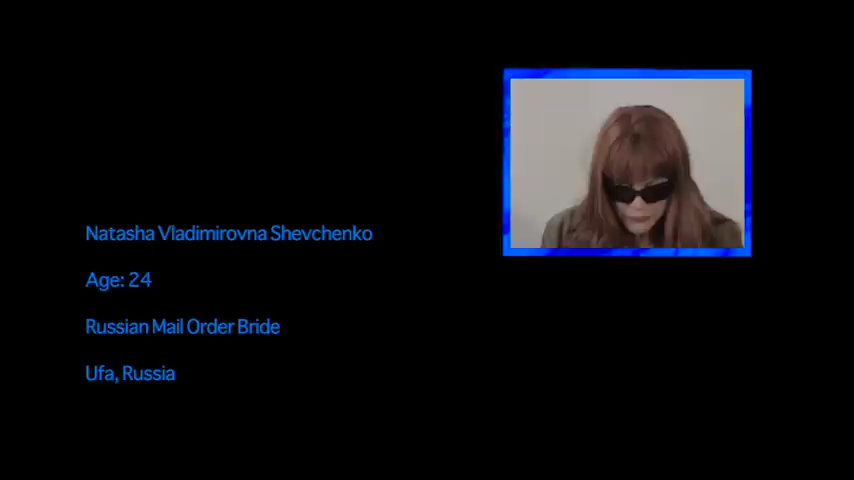 Natasha Vladimirovna Shevchenko
Age: 24
Russian Mail Order Bride
Ufa, Russia